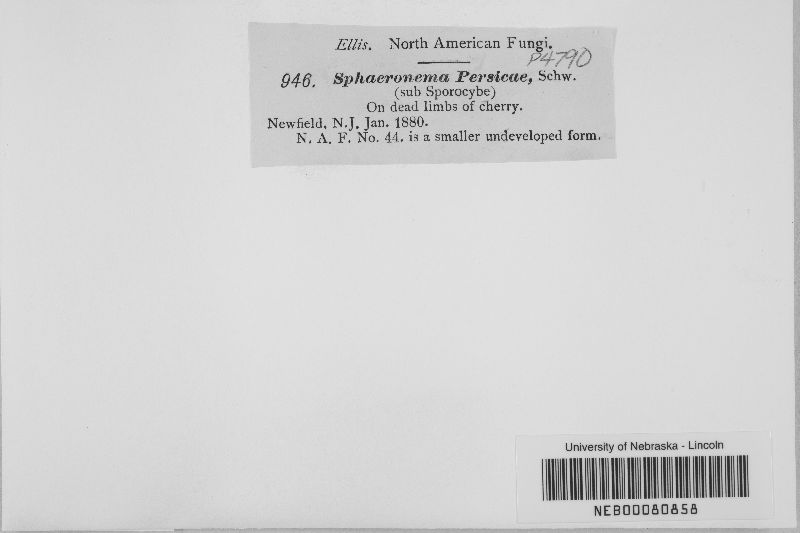 Ellis. North American Fungi.
P4790
946. Sphaeronema Persicae, Schw.
(sub Sporocybe)
On dead limbs of cherry.
Newfield, N.J. Jan. 1880.
N. A. F. No. 44. is a smaller undeveloped form.
University of Nebraska - Lincoln
NEB00080858